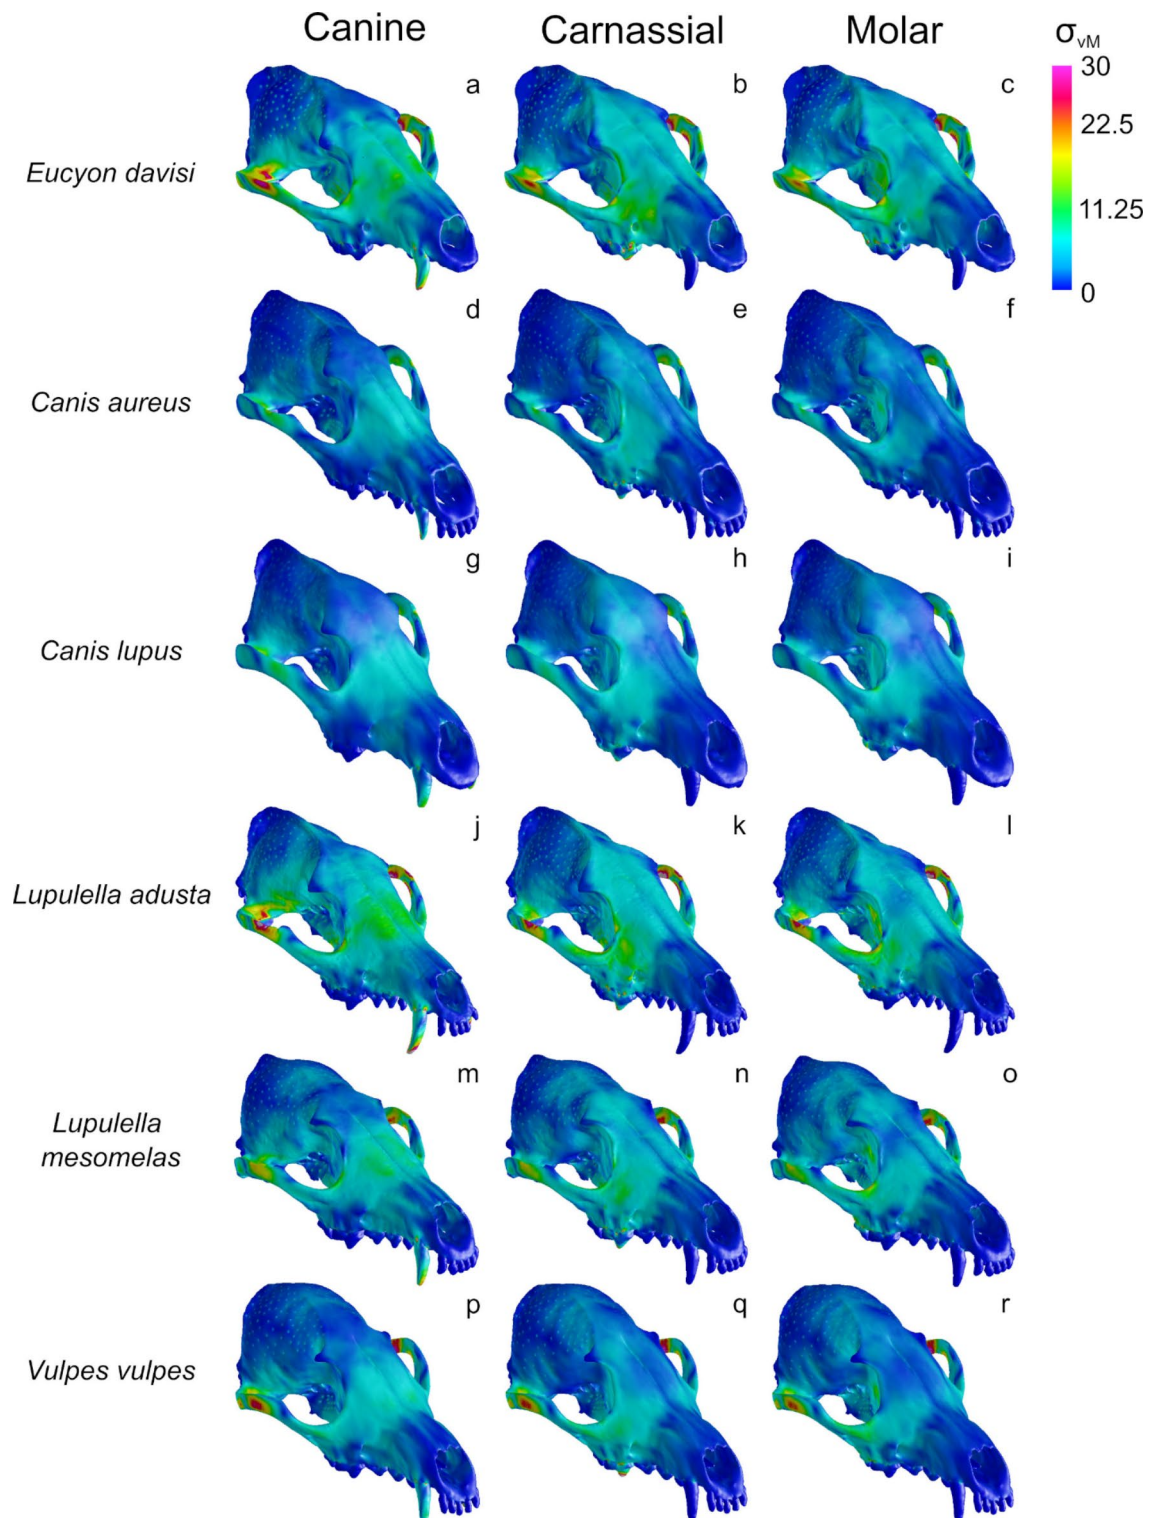 Canine Carnassial Molar σvM
30
a b c
22.5
Eucyon davisi
11.25
0
d e f
Canis aureus
g h i
Canis lupus
j k l
Lupulella adusta
m n o
Lupulella
mesomelas
p q r
Vulpes vulpes